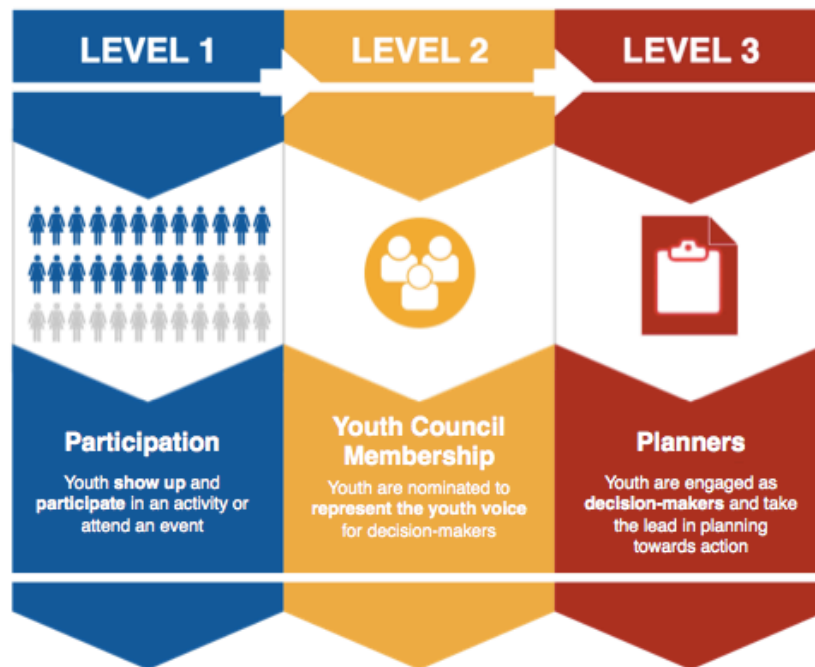 LEVEL 1
LEVEL 2
LEVEL 3
Participation
Youth show up and
participate in an activity or
attend an event
Youth Council
Membership
Youth are nominated to
represent the youth voice
for decision-makers
Planners
Youth are engaged as
decision-makers and take
the lead in planning
towards action